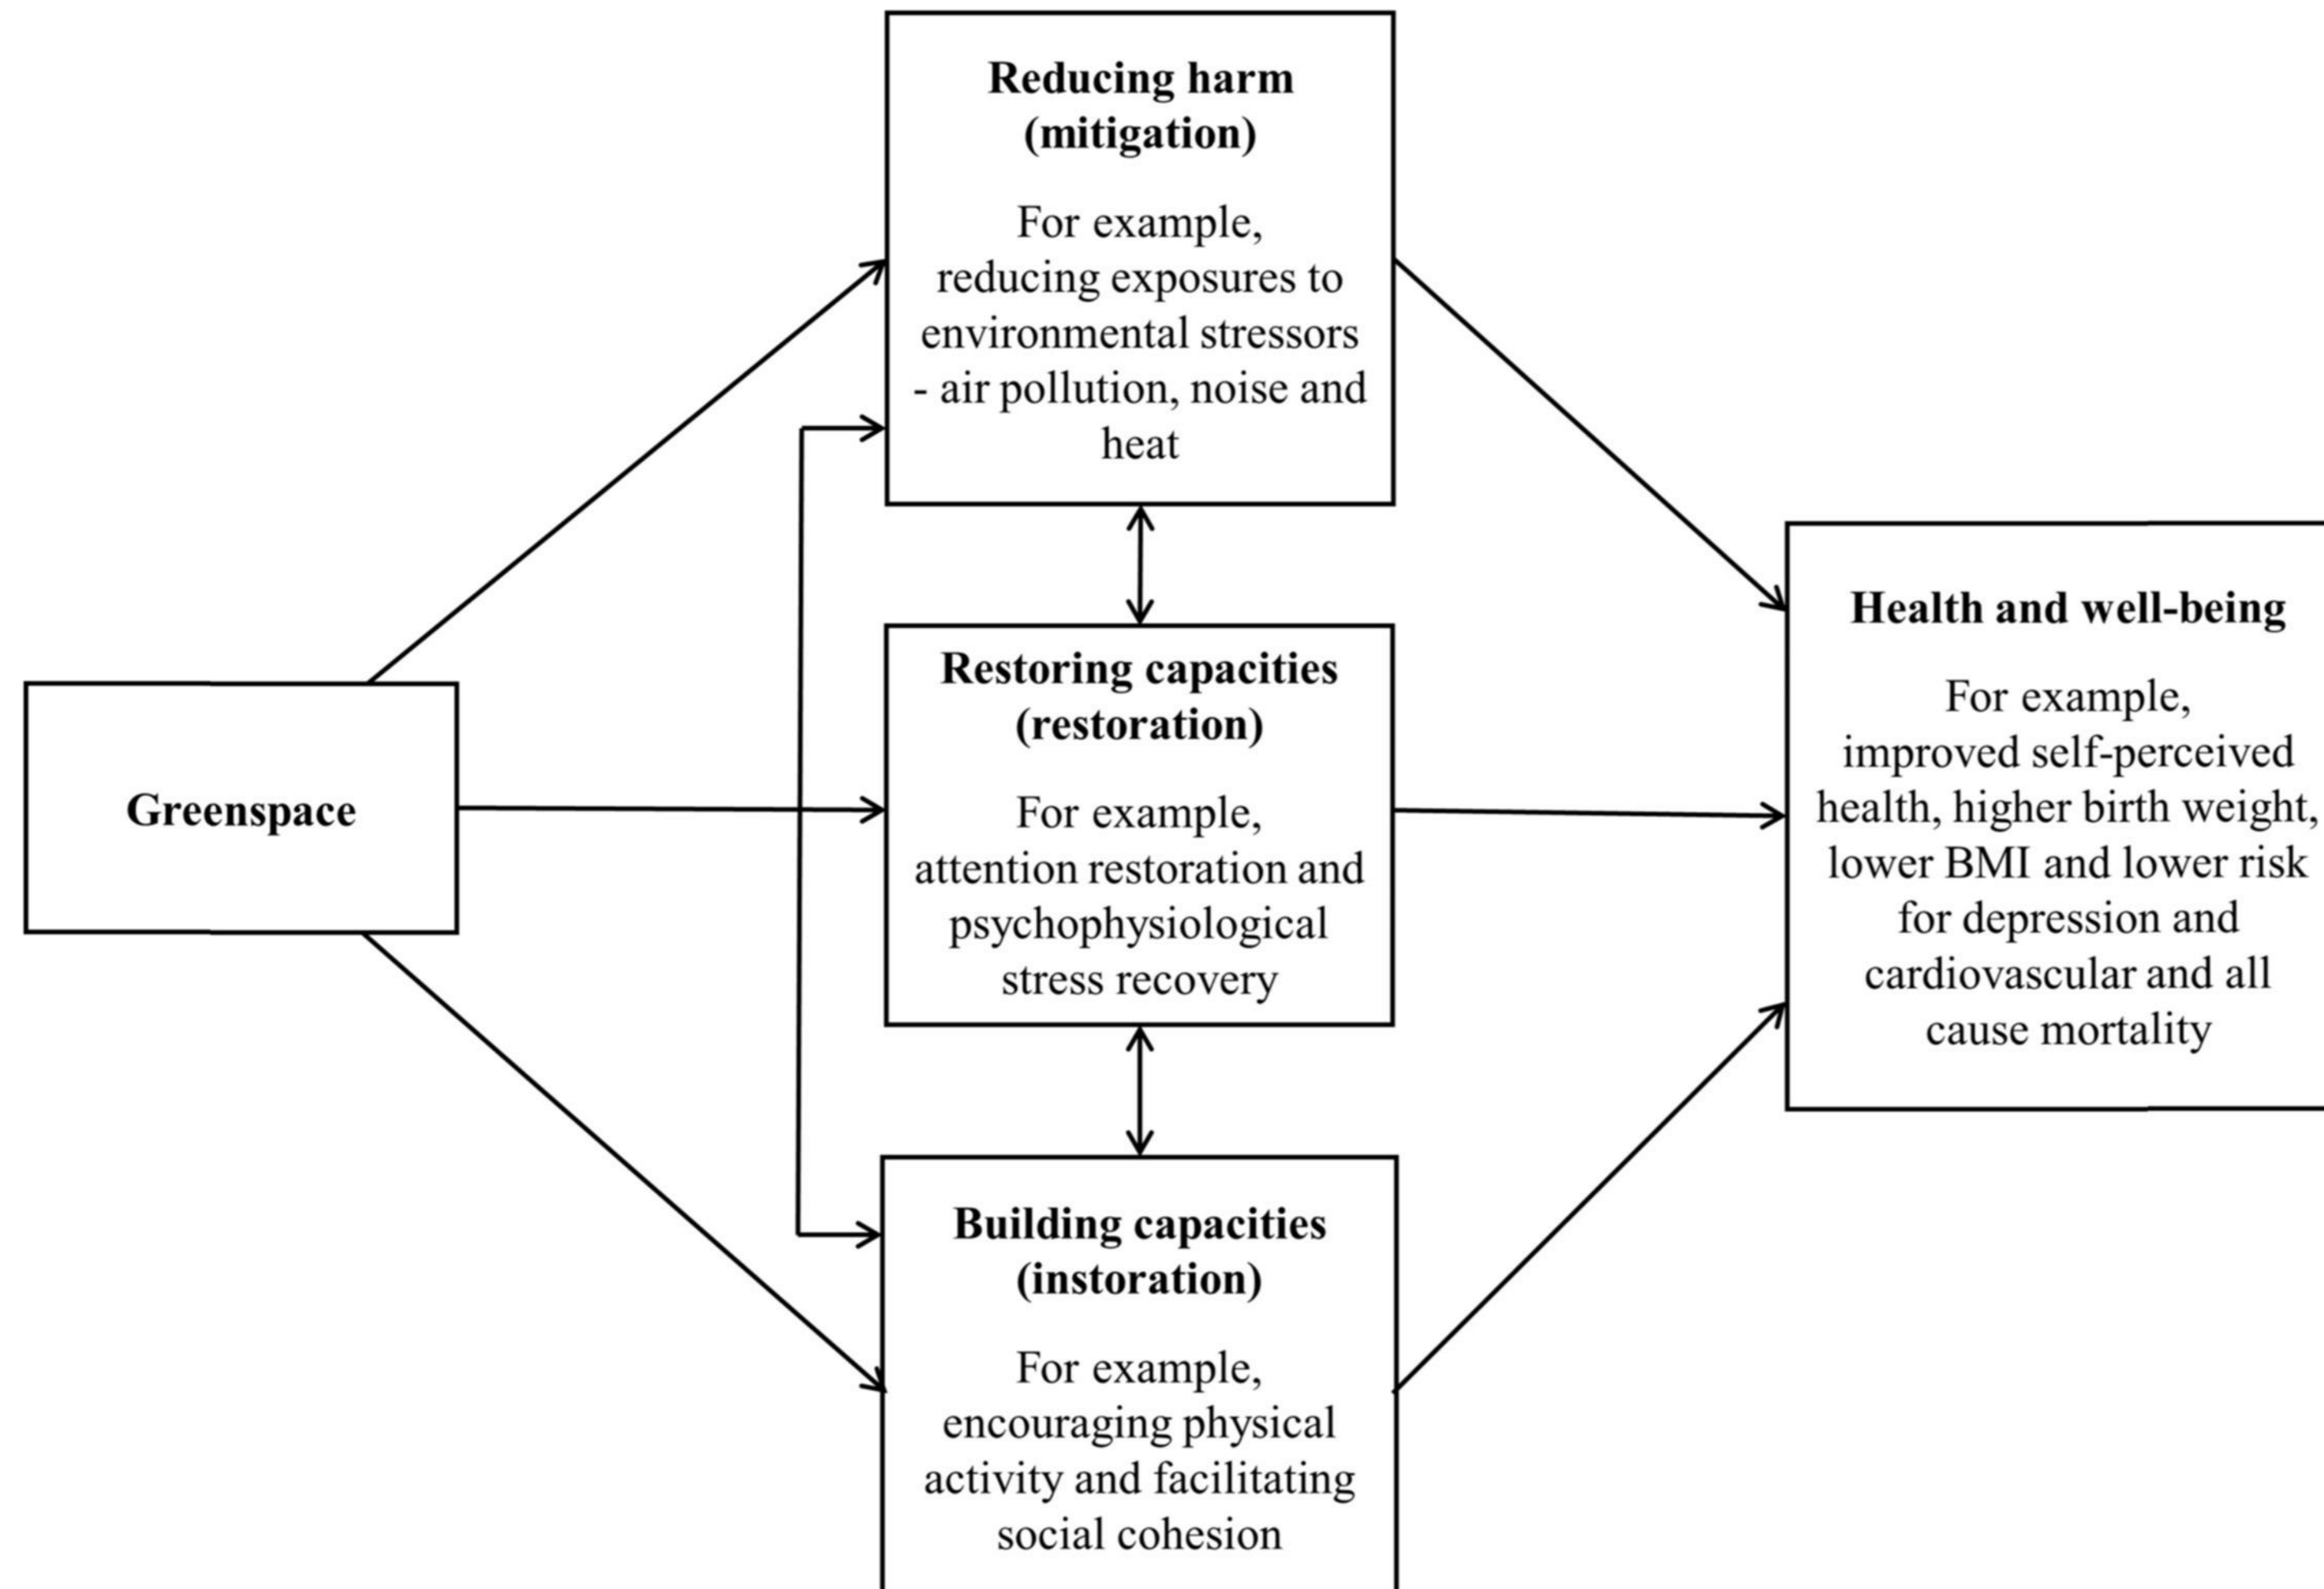 Reducing harm
(mitigation)
For example,
reducing exposures to
environmental stressors
- air pollution, noise and
heat
Greenspace
Restoring capacities
(restoration)
For example,
attention restoration and
psychophysiological
stress recovery
Building capacities
(instoration)
For example,
encouraging physical
activity and facilitating
social cohesion
Health and well-being
For example,
improved self-perceived
health, higher birth weight,
lower BMI and lower risk
for depression and
cardiovascular and all
cause mortality